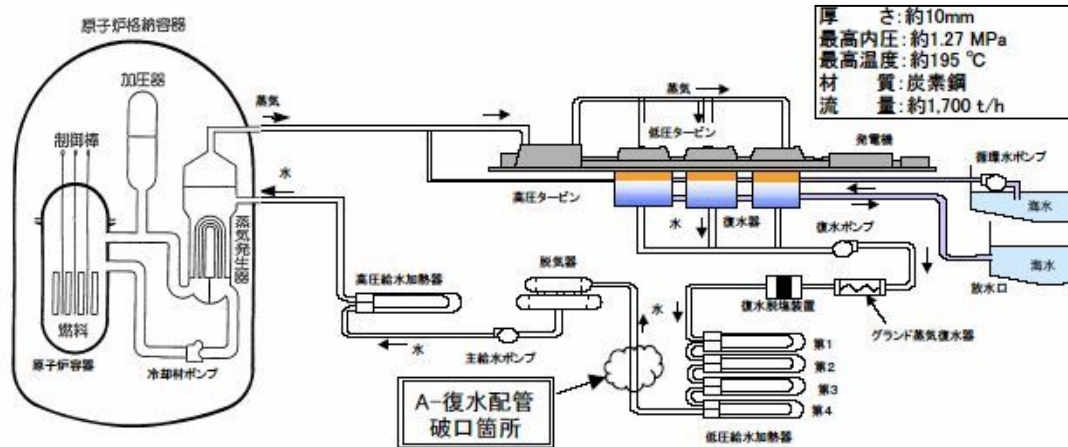 原子炉格納容器
加圧器
制御棒
蒸気
水
蒸気発生器
燃料
原子炉容器
冷却材ポンプ
厚　　さ:約10mm
最高内圧:約1.27 MPa
最高温度:約195 ℃
材　　質:炭素鋼
流　　量:約1,700 t/h
蒸気
低圧タービン
発電機
循環水ポンプ
高圧タービン
海水
水
復水器
復水ポンプ
海水
放水口
脱気器
高圧給水加熱器
水
復水脱塩装置
グランド蒸気復水器
水
主給水ポンプ
第1
第2
第3
第4
低圧給水加熱器
A-復水配管
破口箇所